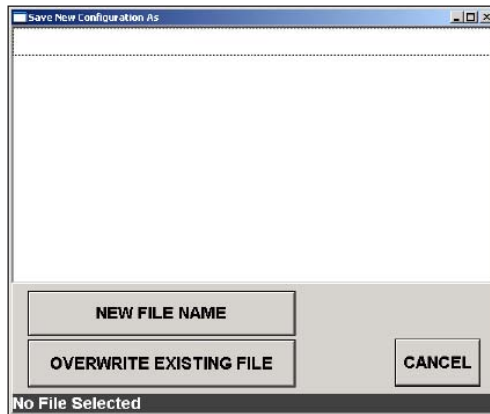 Save New Configuration As
NEW FILE NAME
OVERWRITE EXISTING FILE
CANCEL
No File Selected